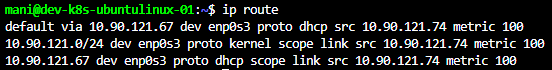 mani@dev-k8s-ubuntulinux-01:~$ ip route
default via 10.90.121.67 dev enp0s3 proto dhcp src 10.90.121.74 metric 100
10.90.121.0/24 dev enp0s3 proto kernel scope link src 10.90.121.74 metric 100
10.90.121.67 dev enp0s3 proto dhcp scope link src 10.90.121.74 metric 100